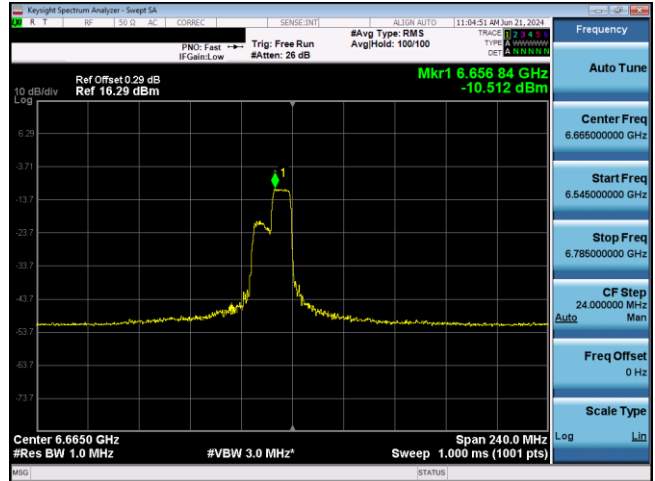 Keysight Spectrum Analyzer - Swept SA
R T RF 50 Ω AC CORREC SENSE:INT ALIGN AUTO 11:04:51 AM Jun 21, 2024
PNO: Fast
IFGain:Low
Trig: Free Run
#Atten: 26 dB
#Avg Type: RMS
Avg|Hold: 100/100
TRACE 1 2 3 4 5 6
TYPE A WWWWW
DET A NNNNN
Frequency
Auto Tune
Center Freq
6.665000000 GHz
Start Freq
6.545000000 GHz
Stop Freq
6.785000000 GHz
CF Step
24.000000 MHz
Auto Man
Freq Offset
0 Hz
Scale Type
Log Lin
Ref Offset 0.29 dB
10 dB/div Ref 16.29 dBm
Log
Mkr1 6.656 84 GHz
-10.512 dBm
1
6.29
-3.71
-13.7
-23.7
-33.7
-43.7
-53.7
-63.7
-73.7
Center 6.6650 GHz Span 240.0 MHz
#Res BW 1.0 MHz #VBW 3.0 MHz* Sweep 1.000 ms (1001 pts)
MSG STATUS